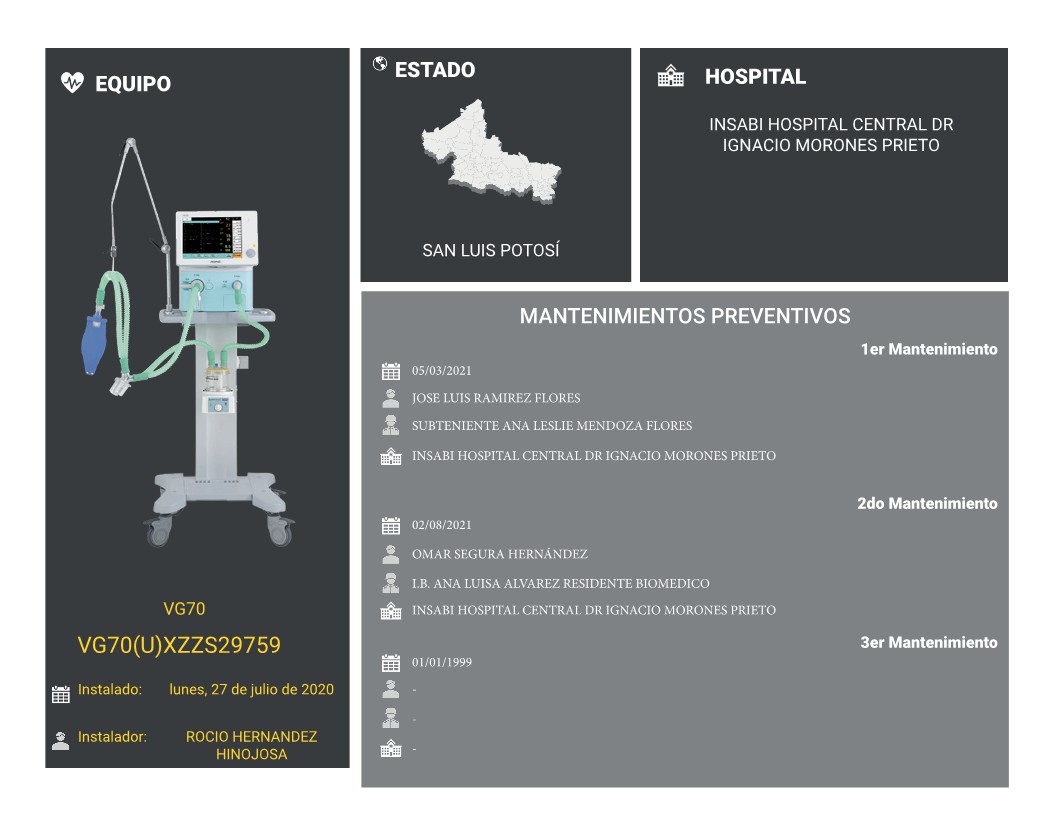 EQUIPO
VG70
VG70(U)XZZS29759
Instalado: lunes, 27 de julio de 2020
Instalador: ROCIO HERNANDEZ
HINOJOSA
ESTADO
SAN LUIS POTOSÍ
HOSPITAL
INSABI HOSPITAL CENTRAL DR
IGNACIO MORONES PRIETO
MANTENIMIENTOS PREVENTIVOS
1er Mantenimiento
05/03/2021
JOSE LUIS RAMIREZ FLORES
SUBTENIENTE ANA LESLIE MENDOZA FLORES
INSABI HOSPITAL CENTRAL DR IGNACIO MORONES PRIETO
2do Mantenimiento
02/08/2021
OMAR SEGURA HERNÁNDEZ
I.B. ANA LUISA ALVAREZ RESIDENTE BIOMEDICO
INSABI HOSPITAL CENTRAL DR IGNACIO MORONES PRIETO
3er Mantenimiento
01/01/1999
-
-
-